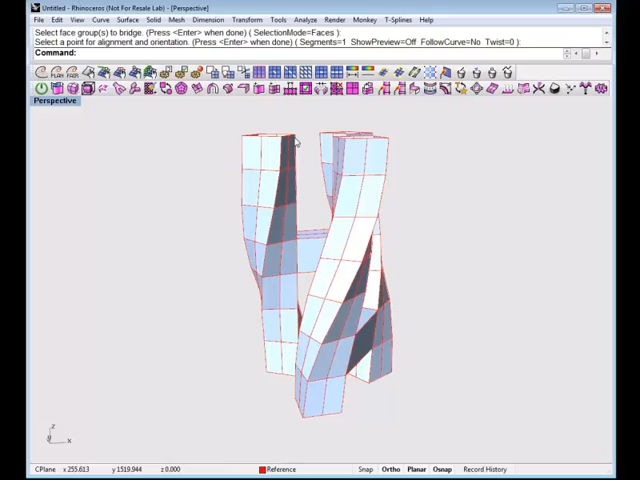 Untitled - Rhinoceros (Not For Resale Lab) - [Perspective]
File Edit View Curve Surface Solid Mesh Dimension Transform Tools Analyze Render Monkey T-Splines Help
Select face group(s) to bridge. (Press <Enter> when done) ( SelectionMode=Faces ):
Select a point for alignment and orientation. (Press <Enter> when done) ( Segments=1 ShowPreview=Off FollowCurve=No Twist=0 ):
Command:
Perspective
z
x
CPlane x 255.613 y 1519.944 z 0.000 Reference Snap Ortho Planar Osnap Record History